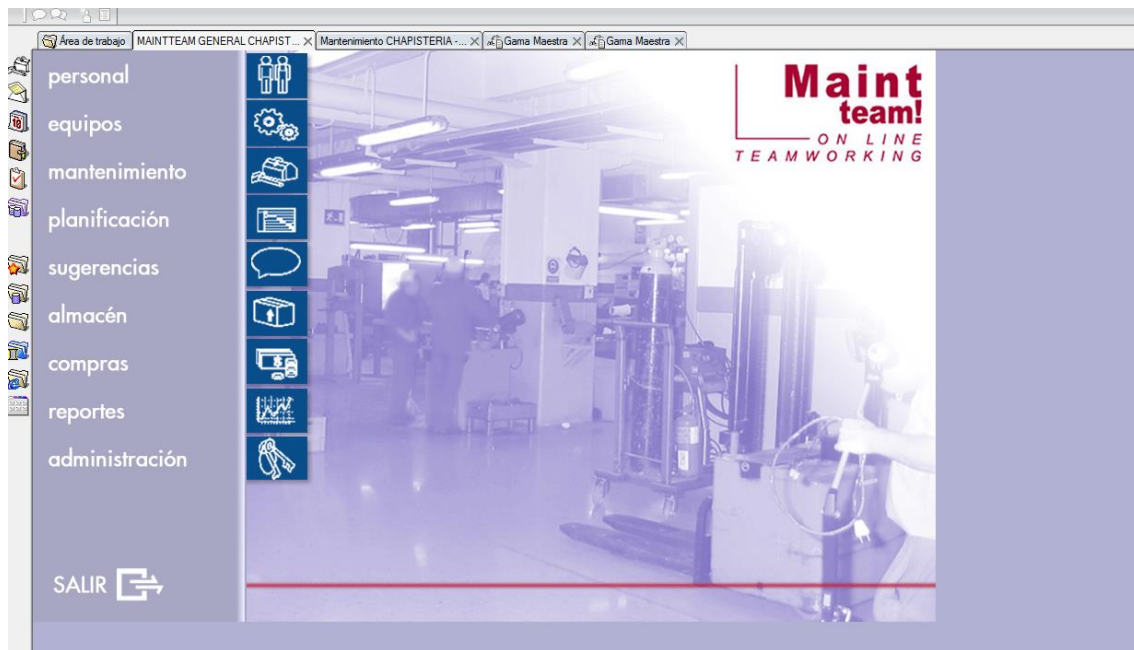 Área de trabajo
MAINTTEAM GENERAL CHAPIST...
Mantenimiento CHAPISTERIA -...
Gama Maestra
Gama Maestra
personal
equipos
mantenimiento
planificación
sugerencias
almacén
compras
reportes
administración
SALIR
Maint
team!
ON LINE
TEAMWORKING
18